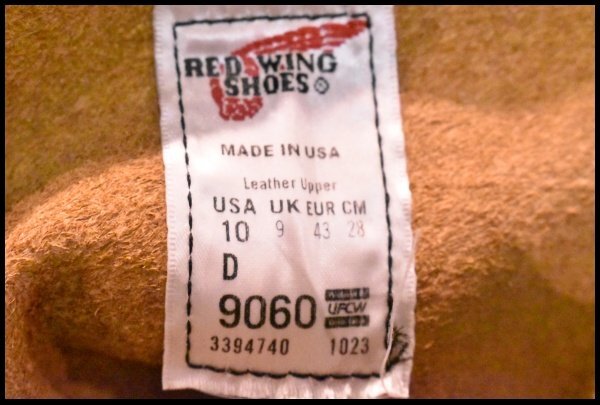 RED WING
SHOES
MADE IN USA
Leather Upper
USA UK EUR CM
10 9 43 28
D
9060
UFCW
3394740 1023